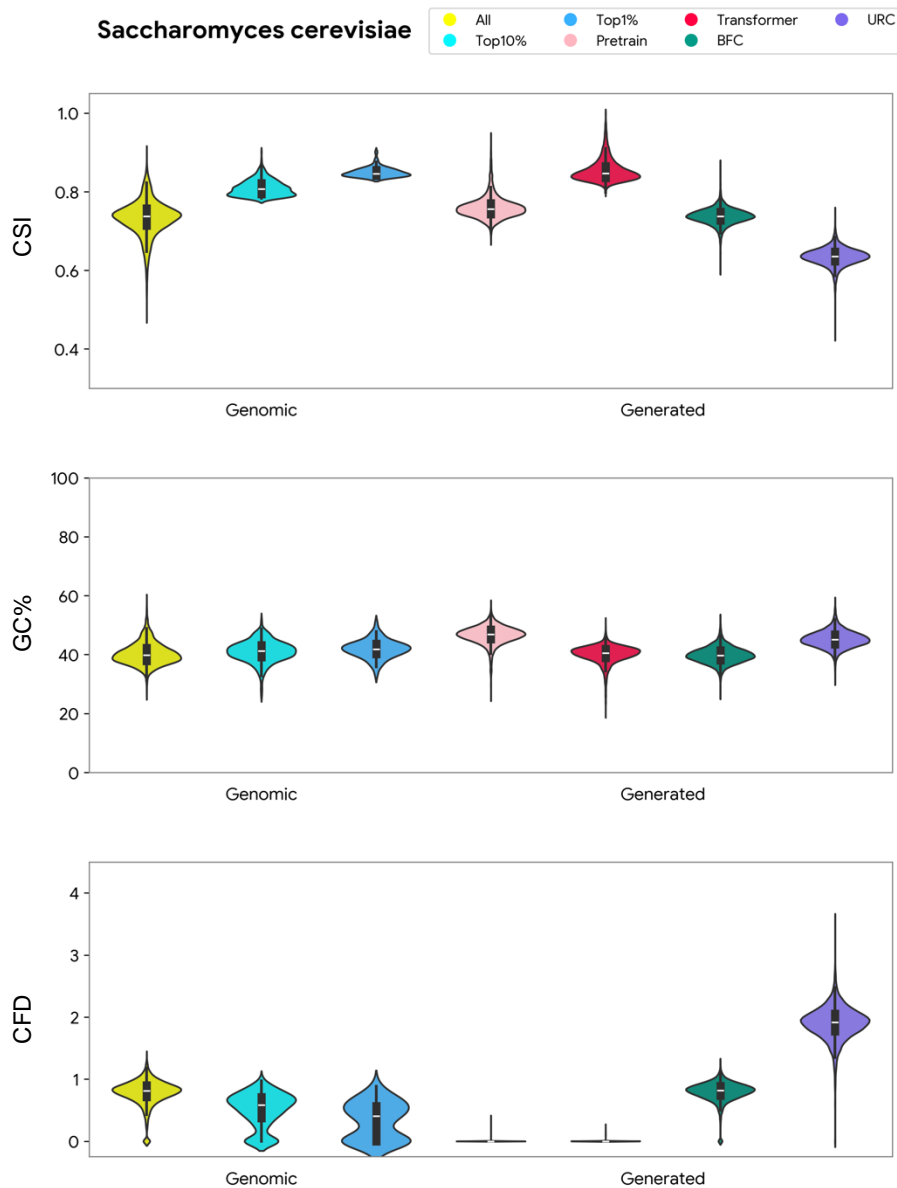 Saccharomyces cerevisiae
All Top1% Transformer URC
Top10% Pretrain BFC
CSI
1.0
0.8
0.6
0.4
Genomic Generated
GC%
100
80
60
40
20
0
Genomic Generated
CFD
4
3
2
1
0
Genomic Generated